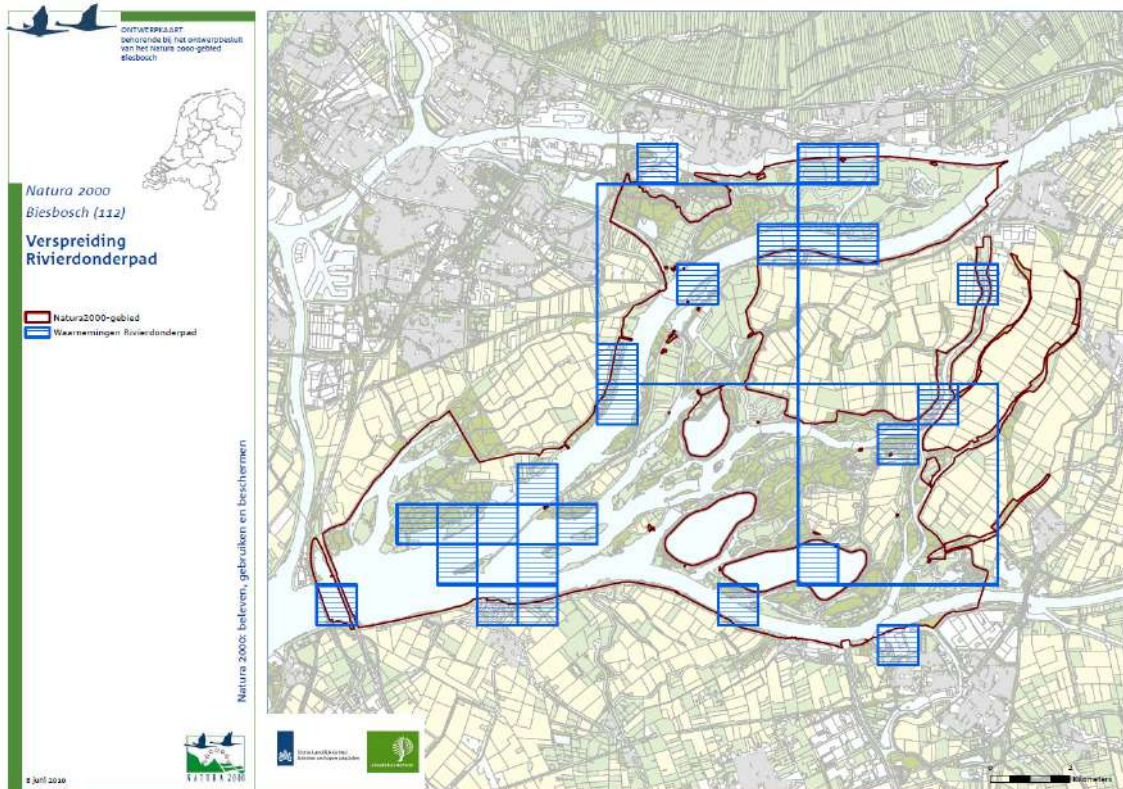 ONTWERPKAART
behorende bij het ontwerpbesluit
van het Natura 2000-gebied
Biesbosch
Natura 2000
Biesbosch (112)
Verspreiding
Rivierdonderpad
Natura2000-gebied
Waarnemingen Rivierdonderpad
Natura 2000: beleven, gebruiken en beschermen
NATURA 2000
8 juni 2010
0 2
Kilometers